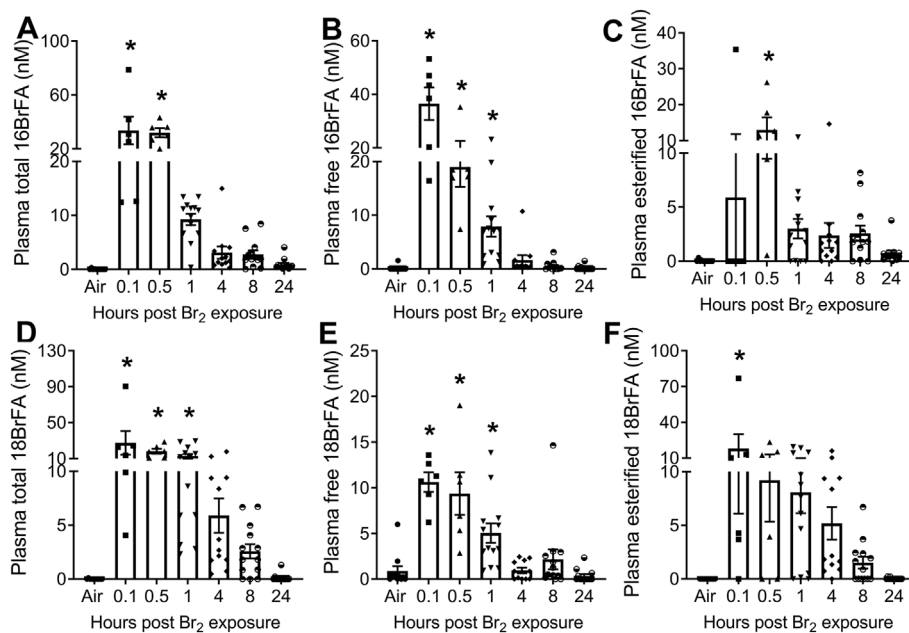 A
Plasma total 16BrFA (nM)
100
60
20
20
10
0
*
*
Air 0.1 0.5 1 4 8 24
Hours post Br₂ exposure
B
Plasma free 16BrFA (nM)
60
40
20
20
10
0
*
*
*
Air 0.1 0.5 1 4 8 24
Hours post Br₂ exposure
C
Plasma esterified 16BrFA (nM)
40
30
20
10
10
5
0
*
Air 0.1 0.5 1 4 8 24
Hours post Br₂ exposure
D
Plasma total 18BrFA (nM)
130
90
50
10
10
5
0
*
*
*
Air 0.1 0.5 1 4 8 24
Hours post Br₂ exposure
E
Plasma free 18BrFA (nM)
25
20
15
10
5
0
*
*
*
Air 0.1 0.5 1 4 8 24
Hours post Br₂ exposure
F
Plasma esterified 18BrFA (nM)
100
70
40
10
10
5
0
*
Air 0.1 0.5 1 4 8 24
Hours post Br₂ exposure